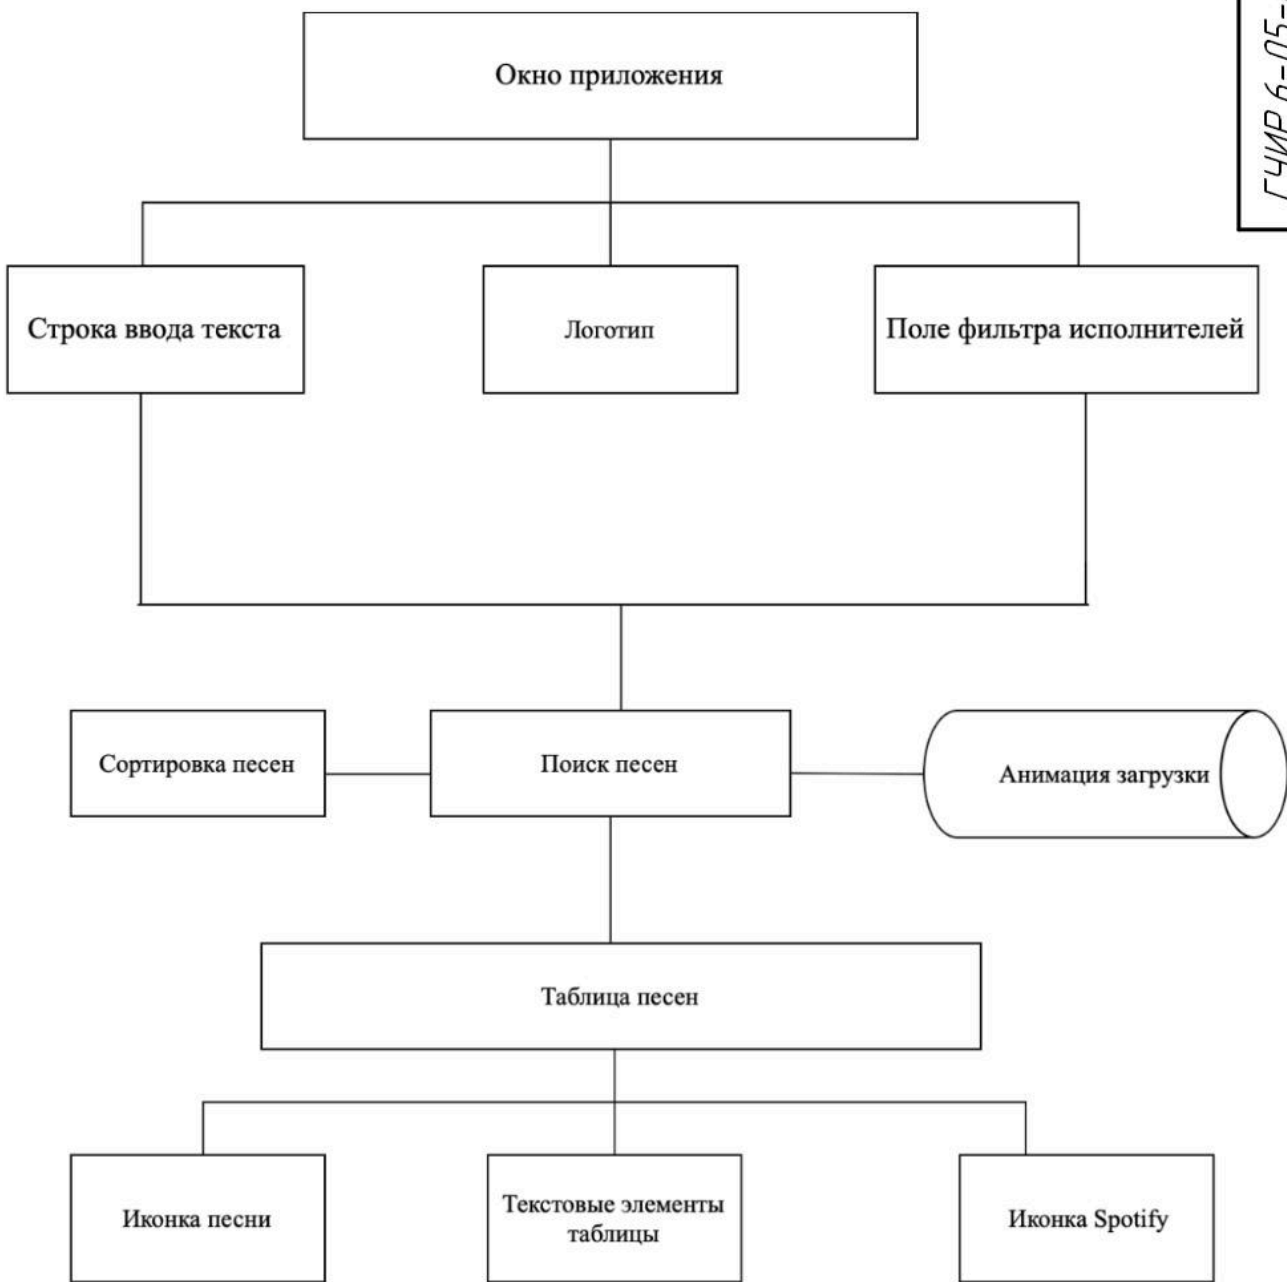 Окно приложения
ГЧИР 6-05-
Строка ввода текста
Логотип
Поле фильтра исполнителей
Сортировка песен
Поиск песен
Анимация загрузки
Таблица песен
Иконка песни
Текстовые элементы
таблицы
Иконка Spotify